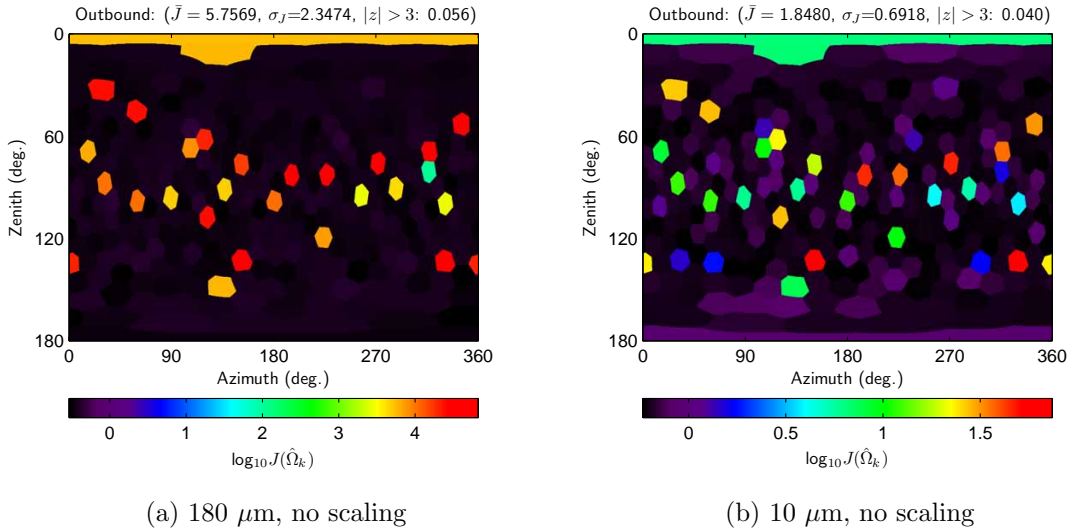 Outbound: (J̄ = 5.7569, σ_J=2.3474, |z| > 3: 0.056)
0
60
120
180
Zenith (deg.)
0 90 180 270 360
Azimuth (deg.)
0 1 2 3 4
log₁₀J(Ω̂ₖ)
(a) 180 μm, no scaling
Outbound: (J̄ = 1.8480, σ_J=0.6918, |z| > 3: 0.040)
0
60
120
180
Zenith (deg.)
0 90 180 270 360
Azimuth (deg.)
0 0.5 1 1.5
log₁₀J(Ω̂ₖ)
(b) 10 μm, no scaling